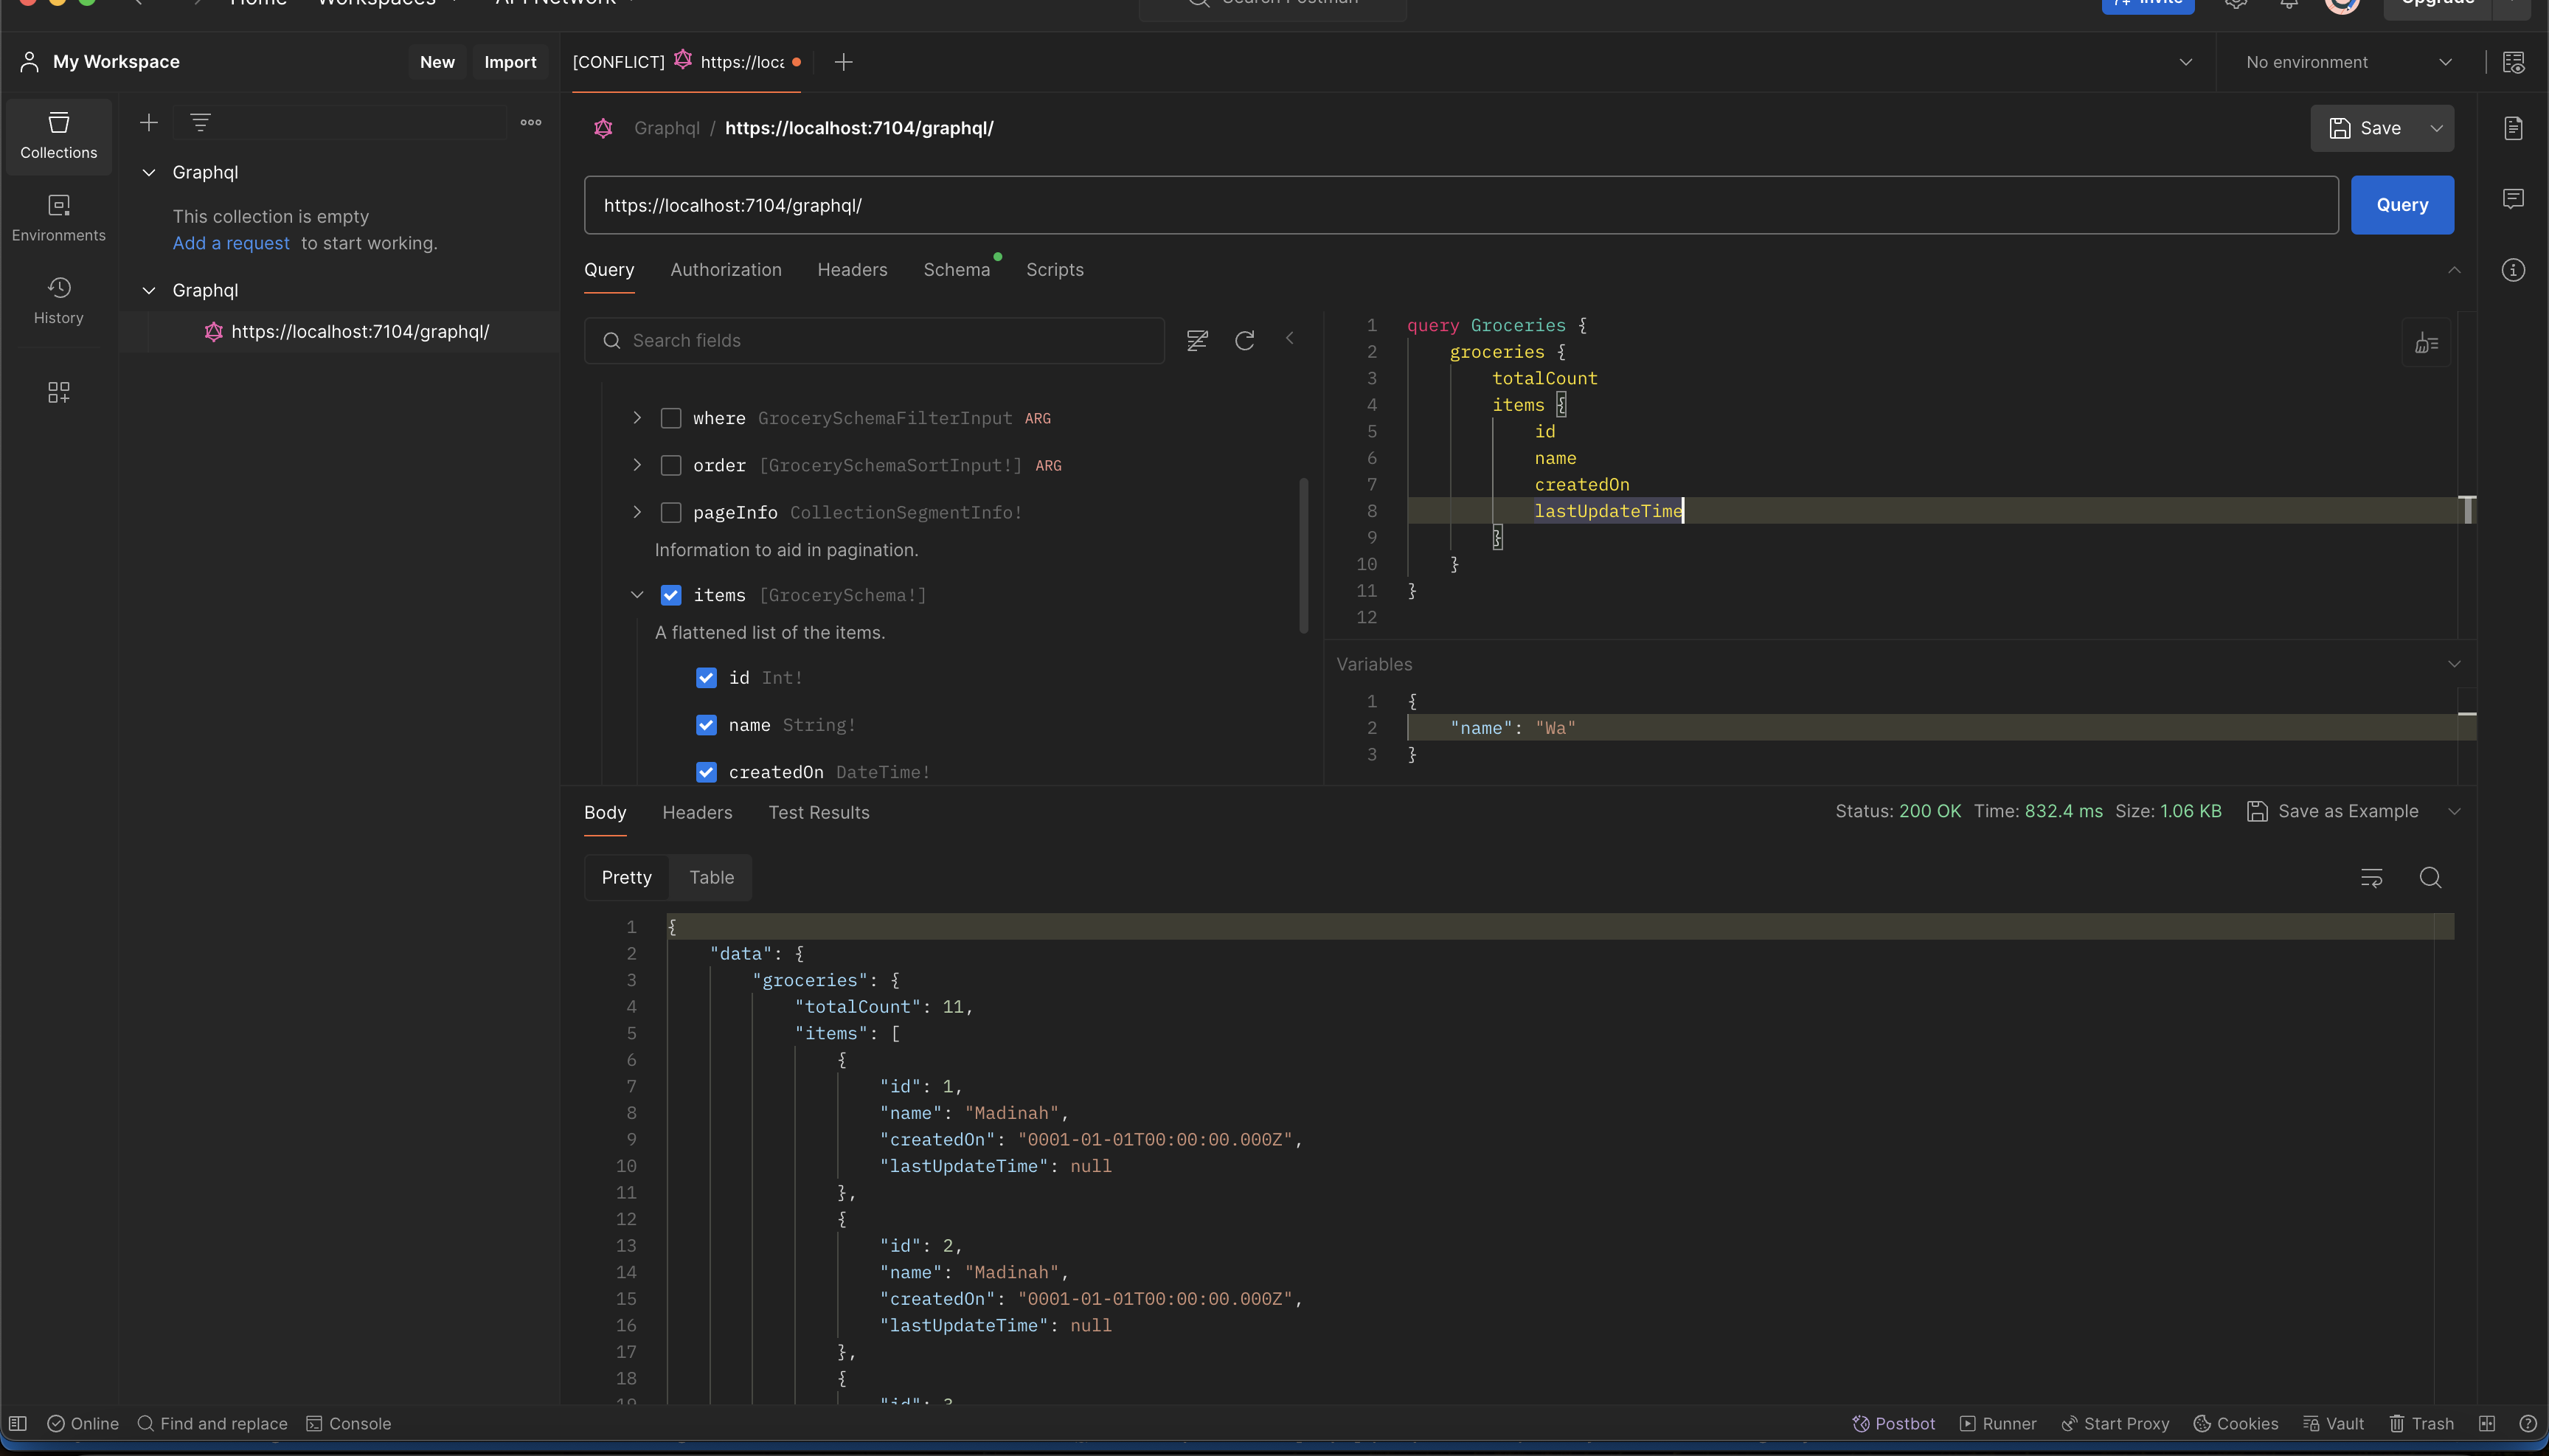 Home Workspaces API Network
Search Postman
Invite
Upgrade
My Workspace
New Import
[CONFLICT] https://loca
No environment
Collections
Environments
History
Graphql
This collection is empty
Add a request to start working.
Graphql
https://localhost:7104/graphql/
Graphql / https://localhost:7104/graphql/
Save
https://localhost:7104/graphql/
Query
Query Authorization Headers Schema Scripts
Search fields
where GrocerySchemaFilterInput ARG
order [GrocerySchemaSortInput!] ARG
pageInfo CollectionSegmentInfo!
Information to aid in pagination.
items [GrocerySchema!]
A flattened list of the items.
id Int!
name String!
createdOn DateTime!
1 query Groceries {
2 groceries {
3 totalCount
4 items {
5 id
6 name
7 createdOn
8 lastUpdateTime
9 }
10 }
11 }
12
Variables
1 {
2 "name": "Wa"
3 }
Body Headers Test Results
Status: 200 OK Time: 832.4 ms Size: 1.06 KB Save as Example
Pretty Table
1 {
2 "data": {
3 "groceries": {
4 "totalCount": 11,
5 "items": [
6 {
7 "id": 1,
8 "name": "Madinah",
9 "createdOn": "0001-01-01T00:00:00.000Z",
10 "lastUpdateTime": null
11 },
12 {
13 "id": 2,
14 "name": "Madinah",
15 "createdOn": "0001-01-01T00:00:00.000Z",
16 "lastUpdateTime": null
17 },
18 {
19 "id": 3
Online Find and replace Console
Postbot Runner Start Proxy Cookies Vault Trash